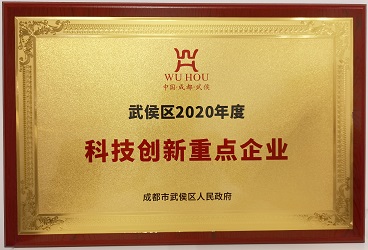 WU HOU
中国·成都·武侯
武侯区2020年度
科技创新重点企业
成都市武侯区人民政府